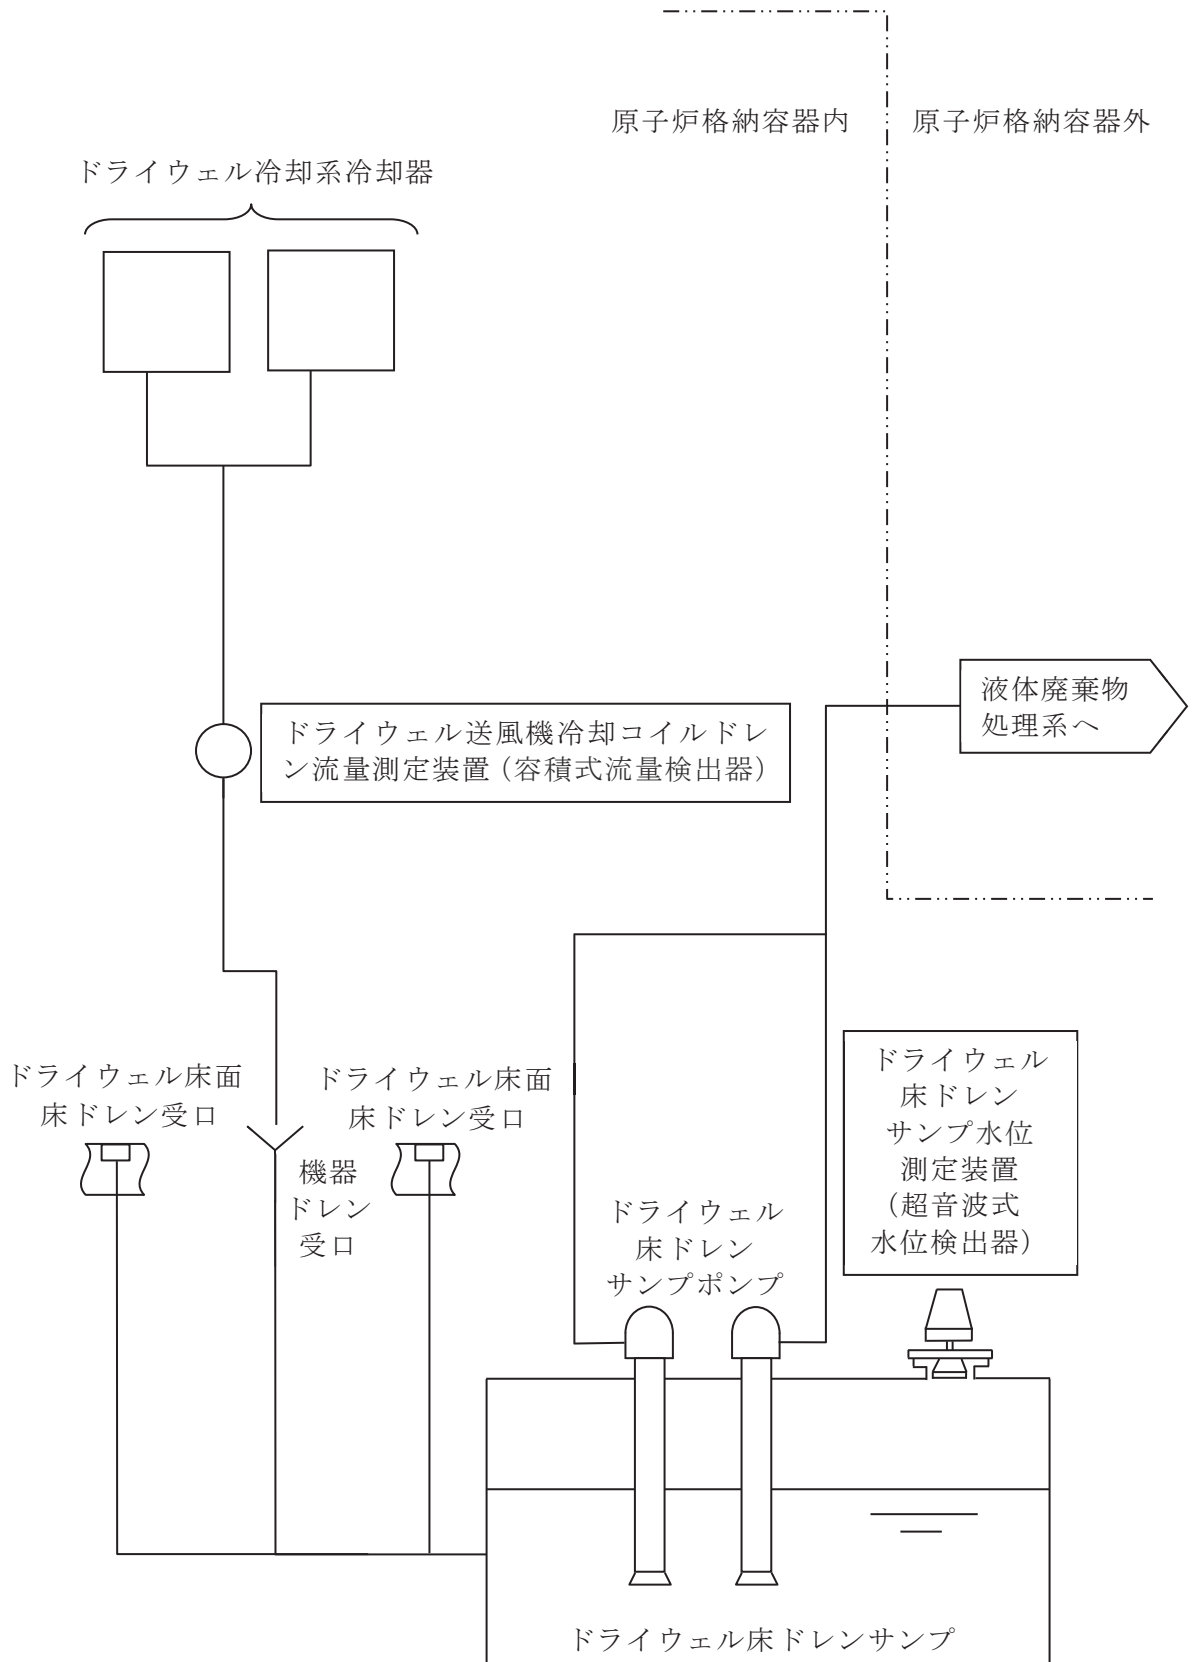 原子炉格納容器内
原子炉格納容器外
ドライウェル冷却系冷却器
液体廃棄物
処理系へ
ドライウェル送風機冷却コイルドレ
ン流量測定装置（容積式流量検出器）
ドライウェル床面
床ドレン受口
機器
ドレン
受口
ドライウェル床面
床ドレン受口
ドライウェル
床ドレン
サンプポンプ
ドライウェル
床ドレン
サンプ水位
測定装置
（超音波式
水位検出器）
ドライウェル床ドレンサンプ